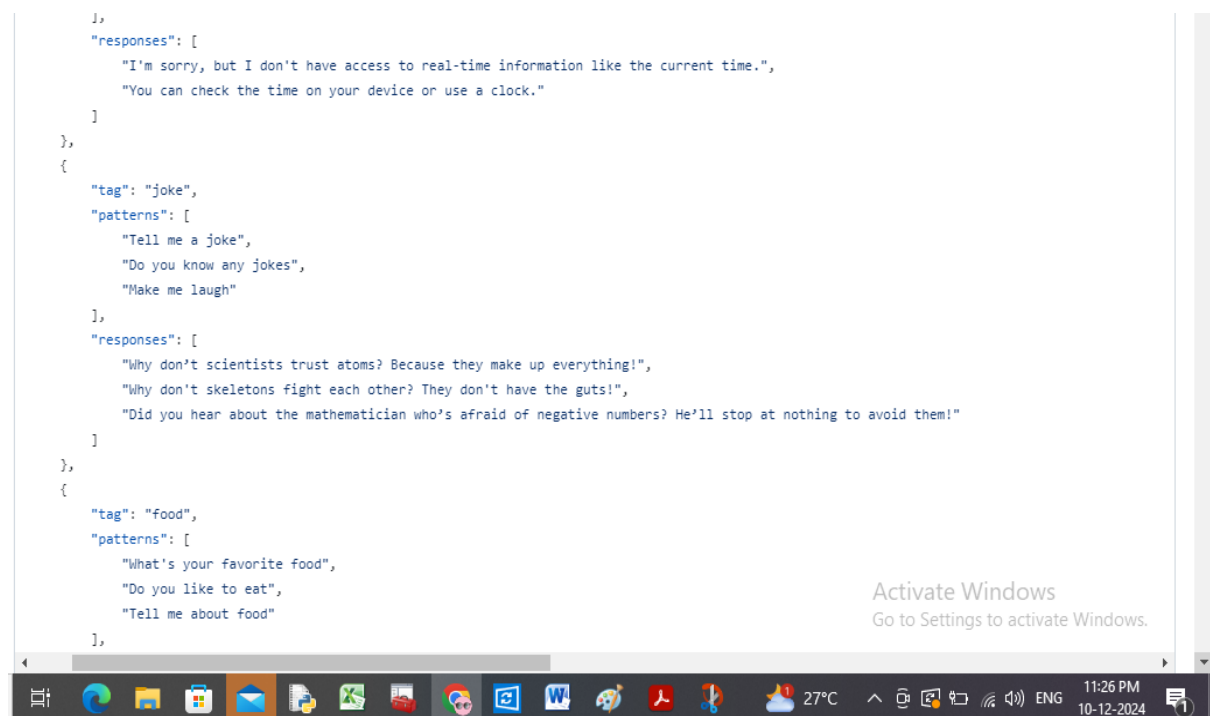 ],
"responses": [
"I'm sorry, but I don't have access to real-time information like the current time.",
"You can check the time on your device or use a clock."
]
},
{
"tag": "joke",
"patterns": [
"Tell me a joke",
"Do you know any jokes",
"Make me laugh"
],
"responses": [
"Why don’t scientists trust atoms? Because they make up everything!",
"Why don't skeletons fight each other? They don't have the guts!",
"Did you hear about the mathematician who’s afraid of negative numbers? He’ll stop at nothing to avoid them!"
]
},
{
"tag": "food",
"patterns": [
"What's your favorite food",
"Do you like to eat",
"Tell me about food"
],
Activate Windows
Go to Settings to activate Windows.
27°C
ENG
11:26 PM
10-12-2024
1